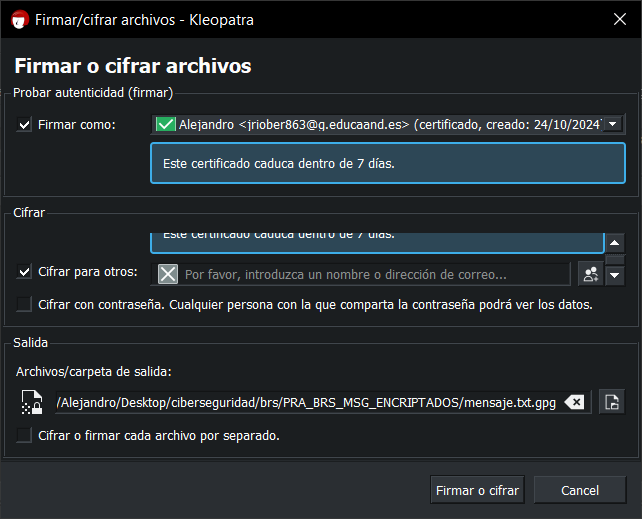 Firmar/cifrar archivos - Kleopatra
Firmar o cifrar archivos
Probar autenticidad (firmar)
Firmar como:
Alejandro <jriober863@g.educaand.es> (certificado, creado: 24/10/2024)
Este certificado caduca dentro de 7 días.
Cifrar
Este certificado caduca dentro de 7 días.
Cifrar para otros:
Por favor, introduzca un nombre o dirección de correo...
Cifrar con contraseña. Cualquier persona con la que comparta la contraseña podrá ver los datos.
Salida
Archivos/carpeta de salida:
/Alejandro/Desktop/ciberseguridad/brs/PRA_BRS_MSG_ENCRIPTADOS/mensaje.txt.gpg
Cifrar o firmar cada archivo por separado.
Firmar o cifrar
Cancel